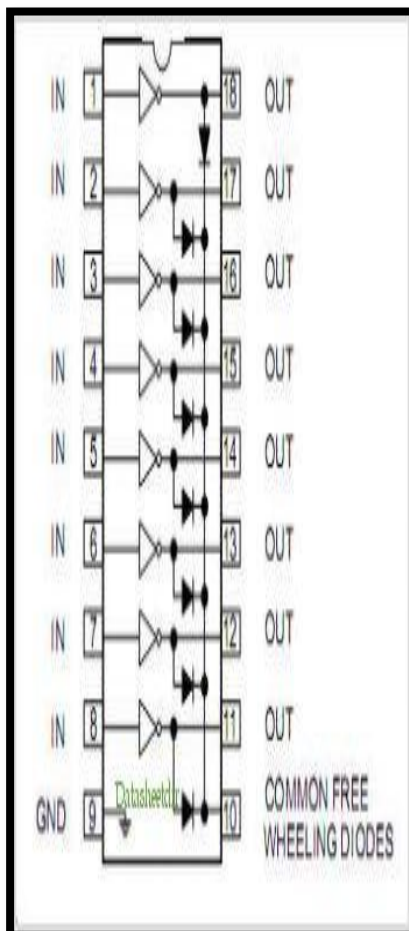 IN 1 18 OUT
IN 2 17 OUT
IN 3 16 OUT
IN 4 15 OUT
IN 5 14 OUT
IN 6 13 OUT
IN 7 12 OUT
IN 8 11 OUT
GND 9 10 COMMON FREE
WHEELING DIODES